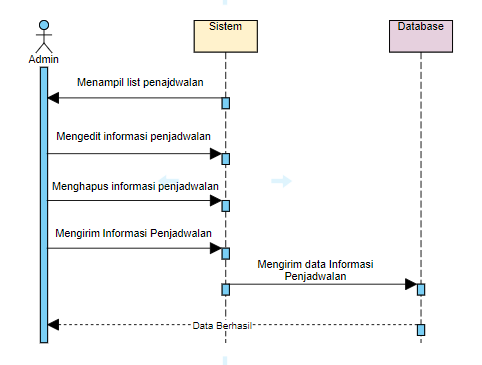 Sistem
Database
Admin
Menampil list penajdwalan
Mengedit informasi penjadwalan
Menghapus informasi penjadwalan
Mengirim Informasi Penjadwalan
Mengirim data Informasi
Penjadwalan
Data Berhasil